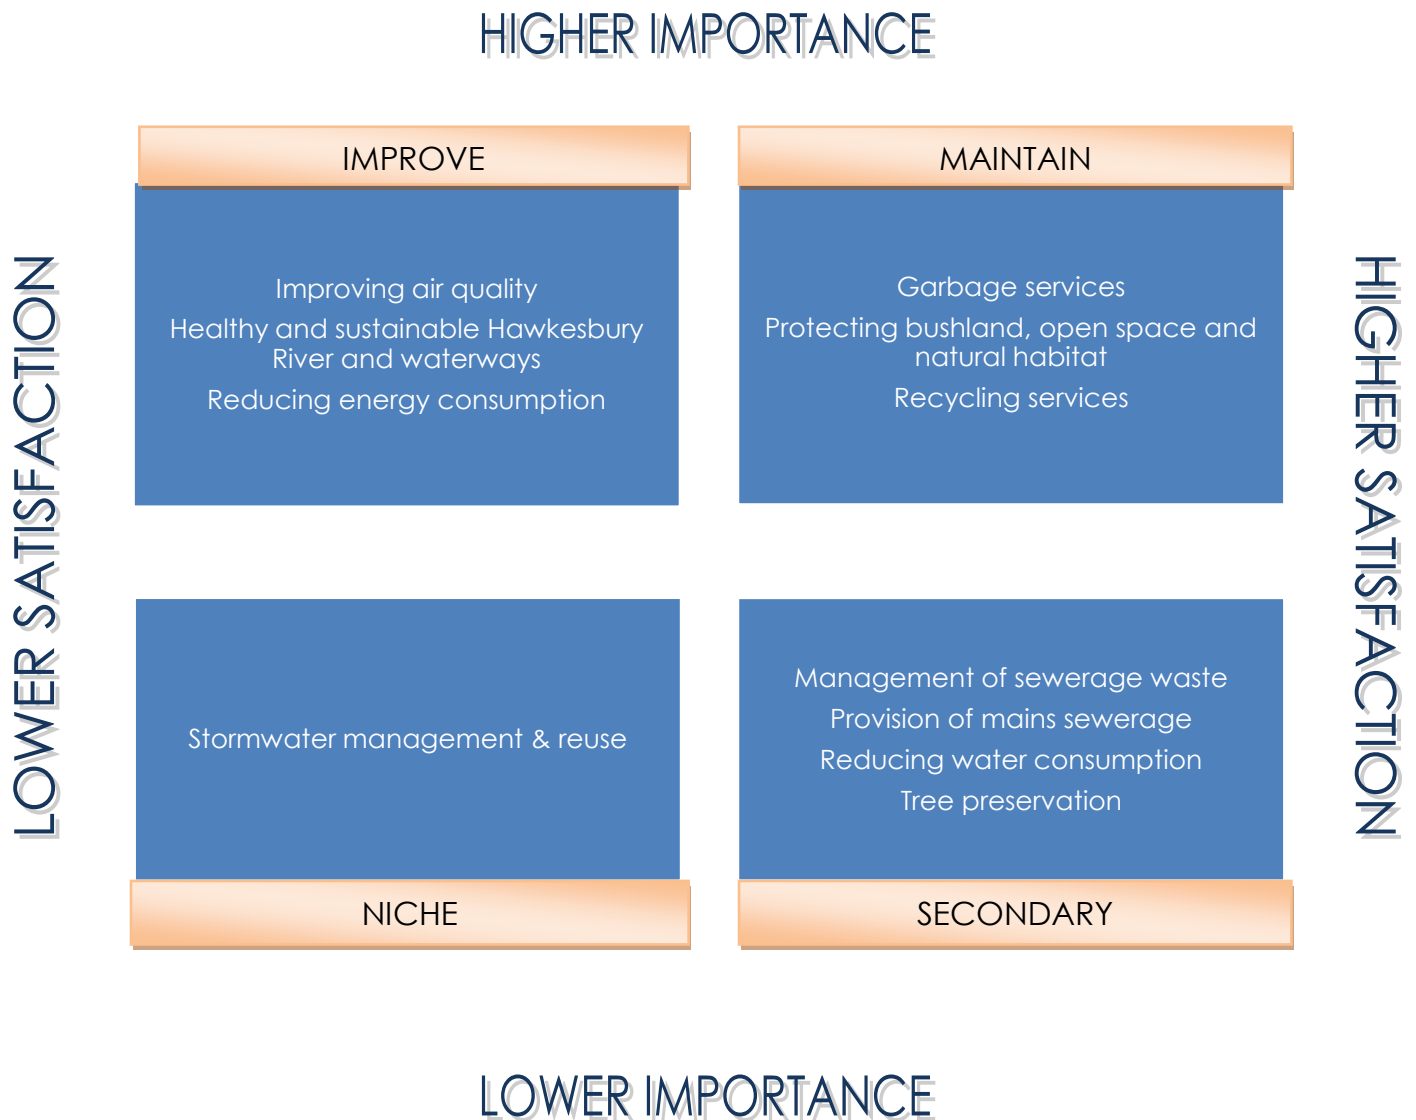 HIGHER IMPORTANCE
IMPROVE
MAINTAIN
LOWER SATISFACTION
Improving air quality
Healthy and sustainable Hawkesbury
River and waterways
Reducing energy consumption
Garbage services
Protecting bushland, open space and
natural habitat
Recycling services
HIGHER SATISFACTION
Stormwater management & reuse
Management of sewerage waste
Provision of mains sewerage
Reducing water consumption
Tree preservation
NICHE
SECONDARY
LOWER IMPORTANCE